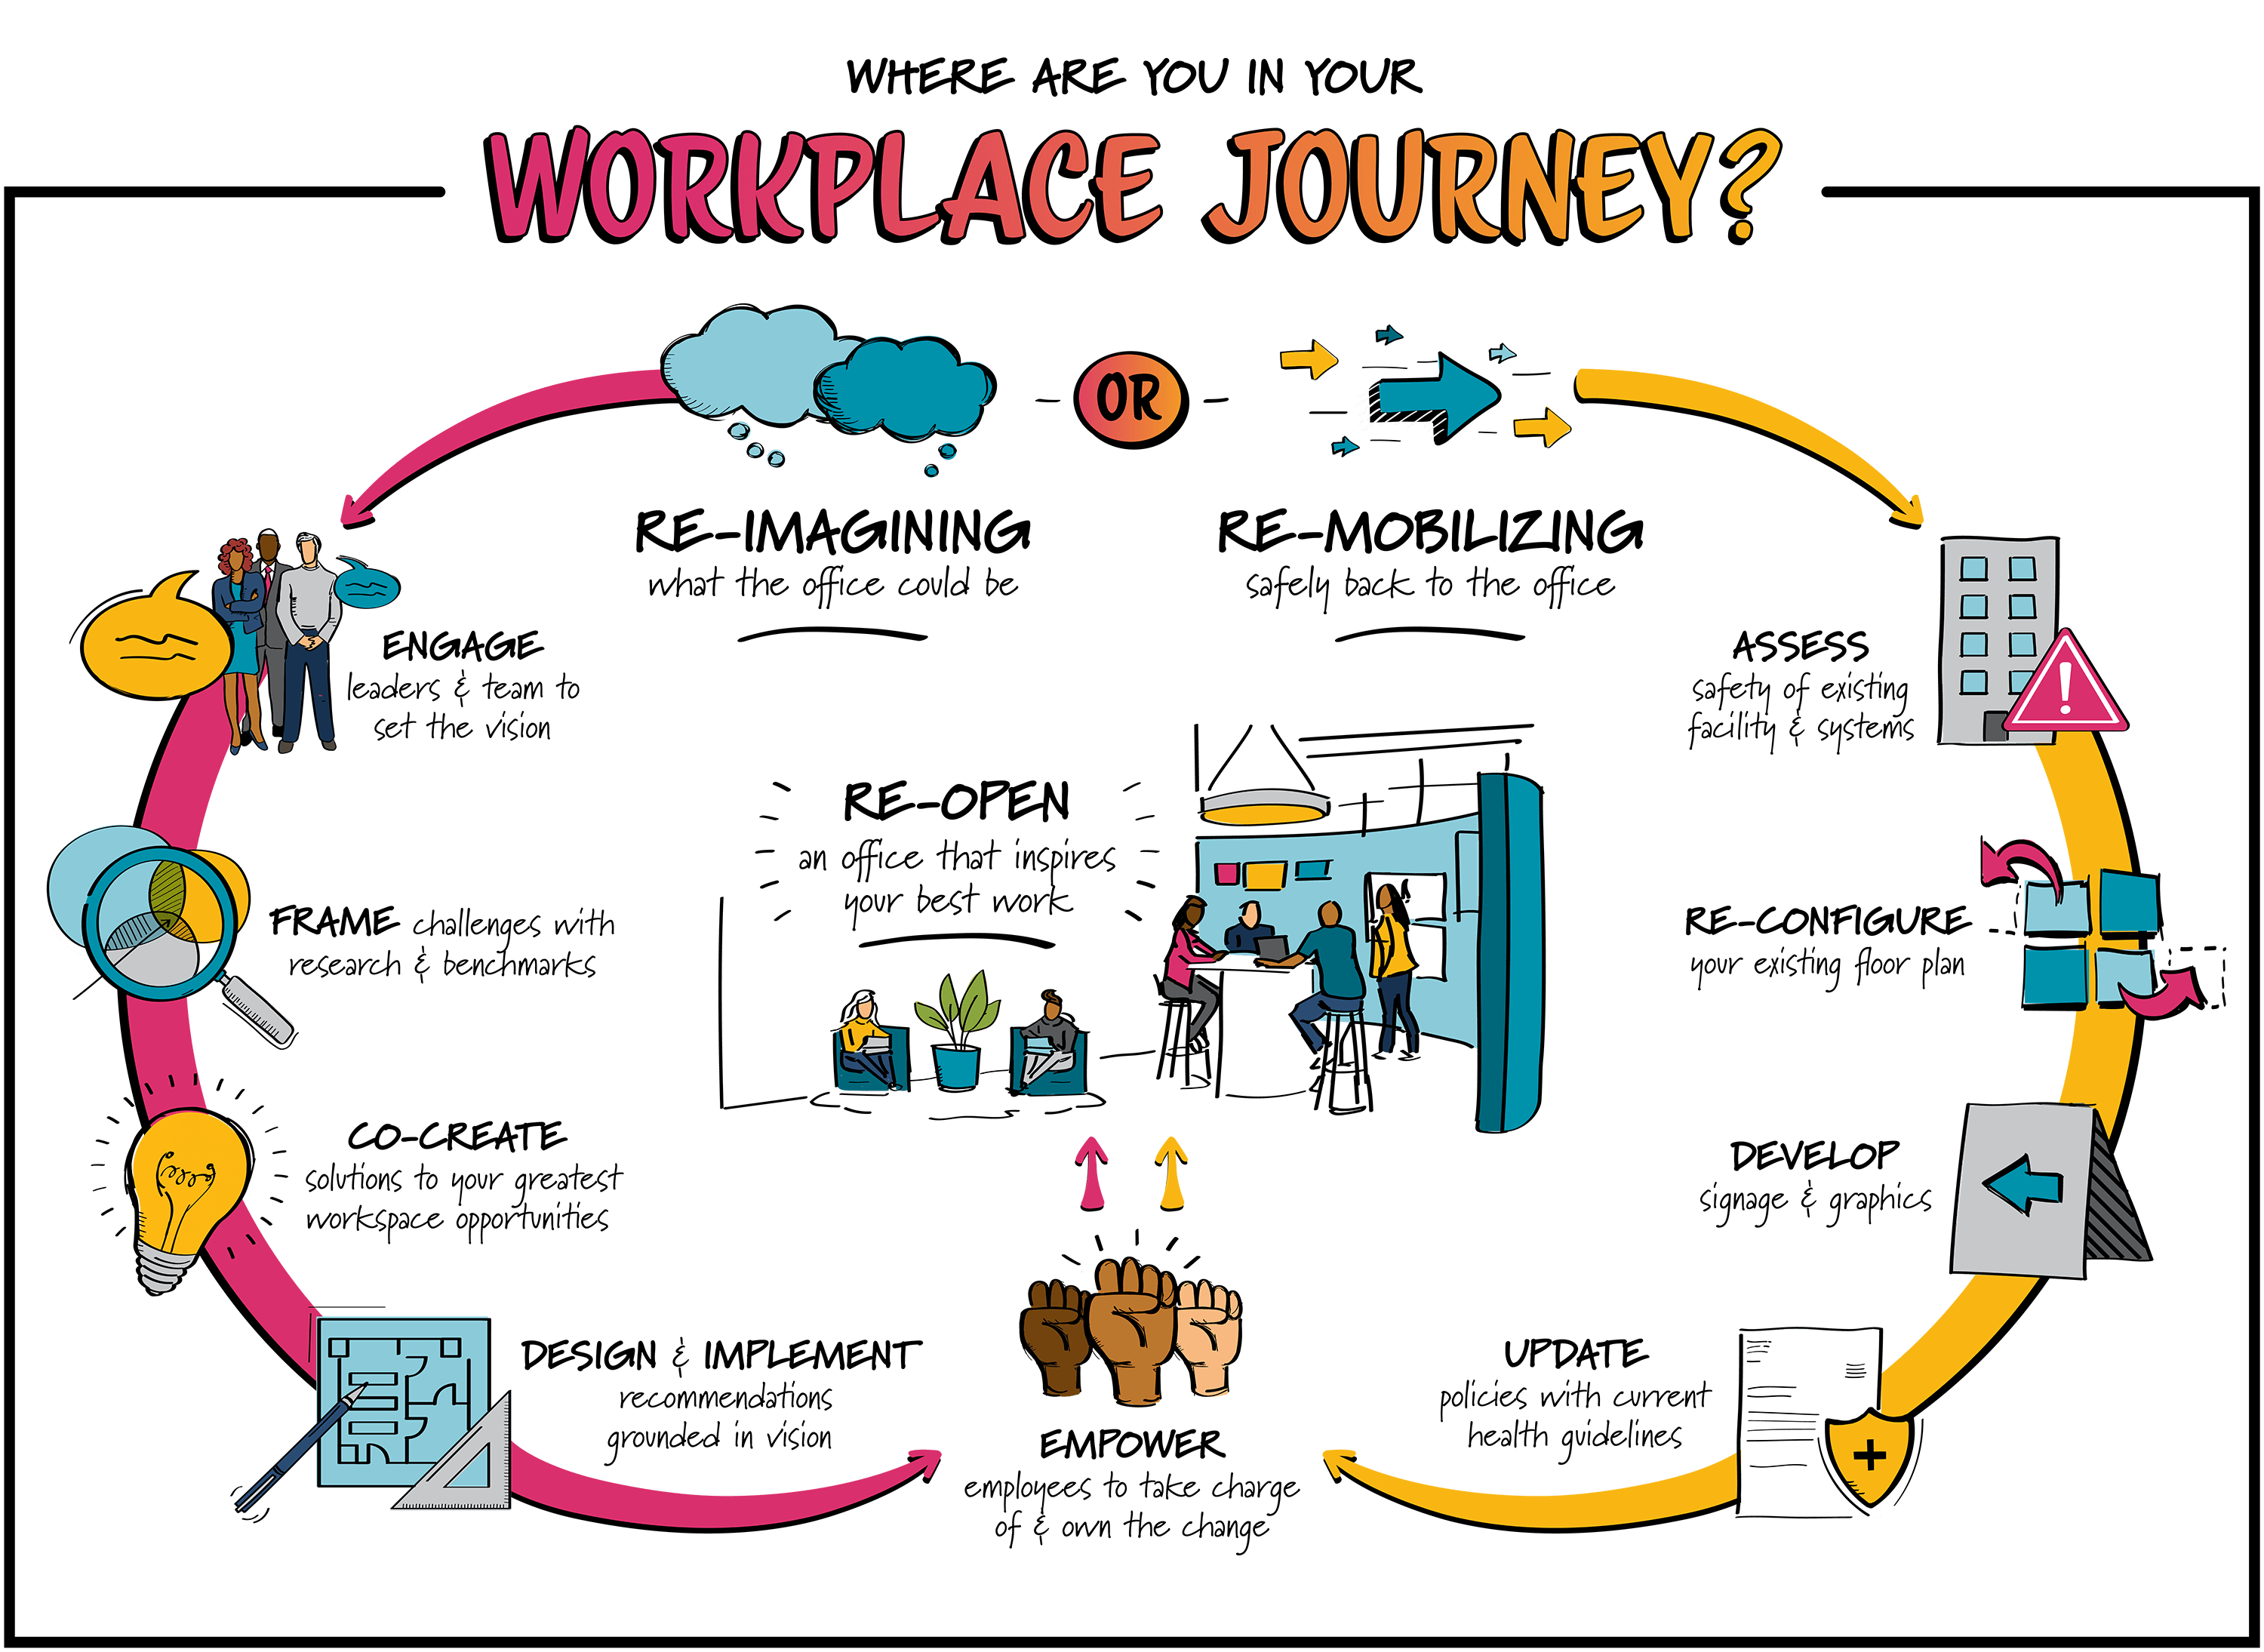 WHERE ARE YOU IN YOUR
WORKPLACE JOURNEY?
OR
RE-IMAGINING
what the office could be
RE-MOBILIZING
safely back to the office
ENGAGE
leaders & team to
set the vision
FRAME challenges with
research & benchmarks
CO-CREATE
solutions to your greatest
workspace opportunities
DESIGN & IMPLEMENT
recommendations
grounded in vision
ASSESS
safety of existing
facility & systems
RE-CONFIGURE
your existing floor plan
DEVELOP
signage & graphics
UPDATE
policies with current
health guidelines
EMPOWER
employees to take charge
of & own the change
RE-OPEN
an office that inspires
your best work